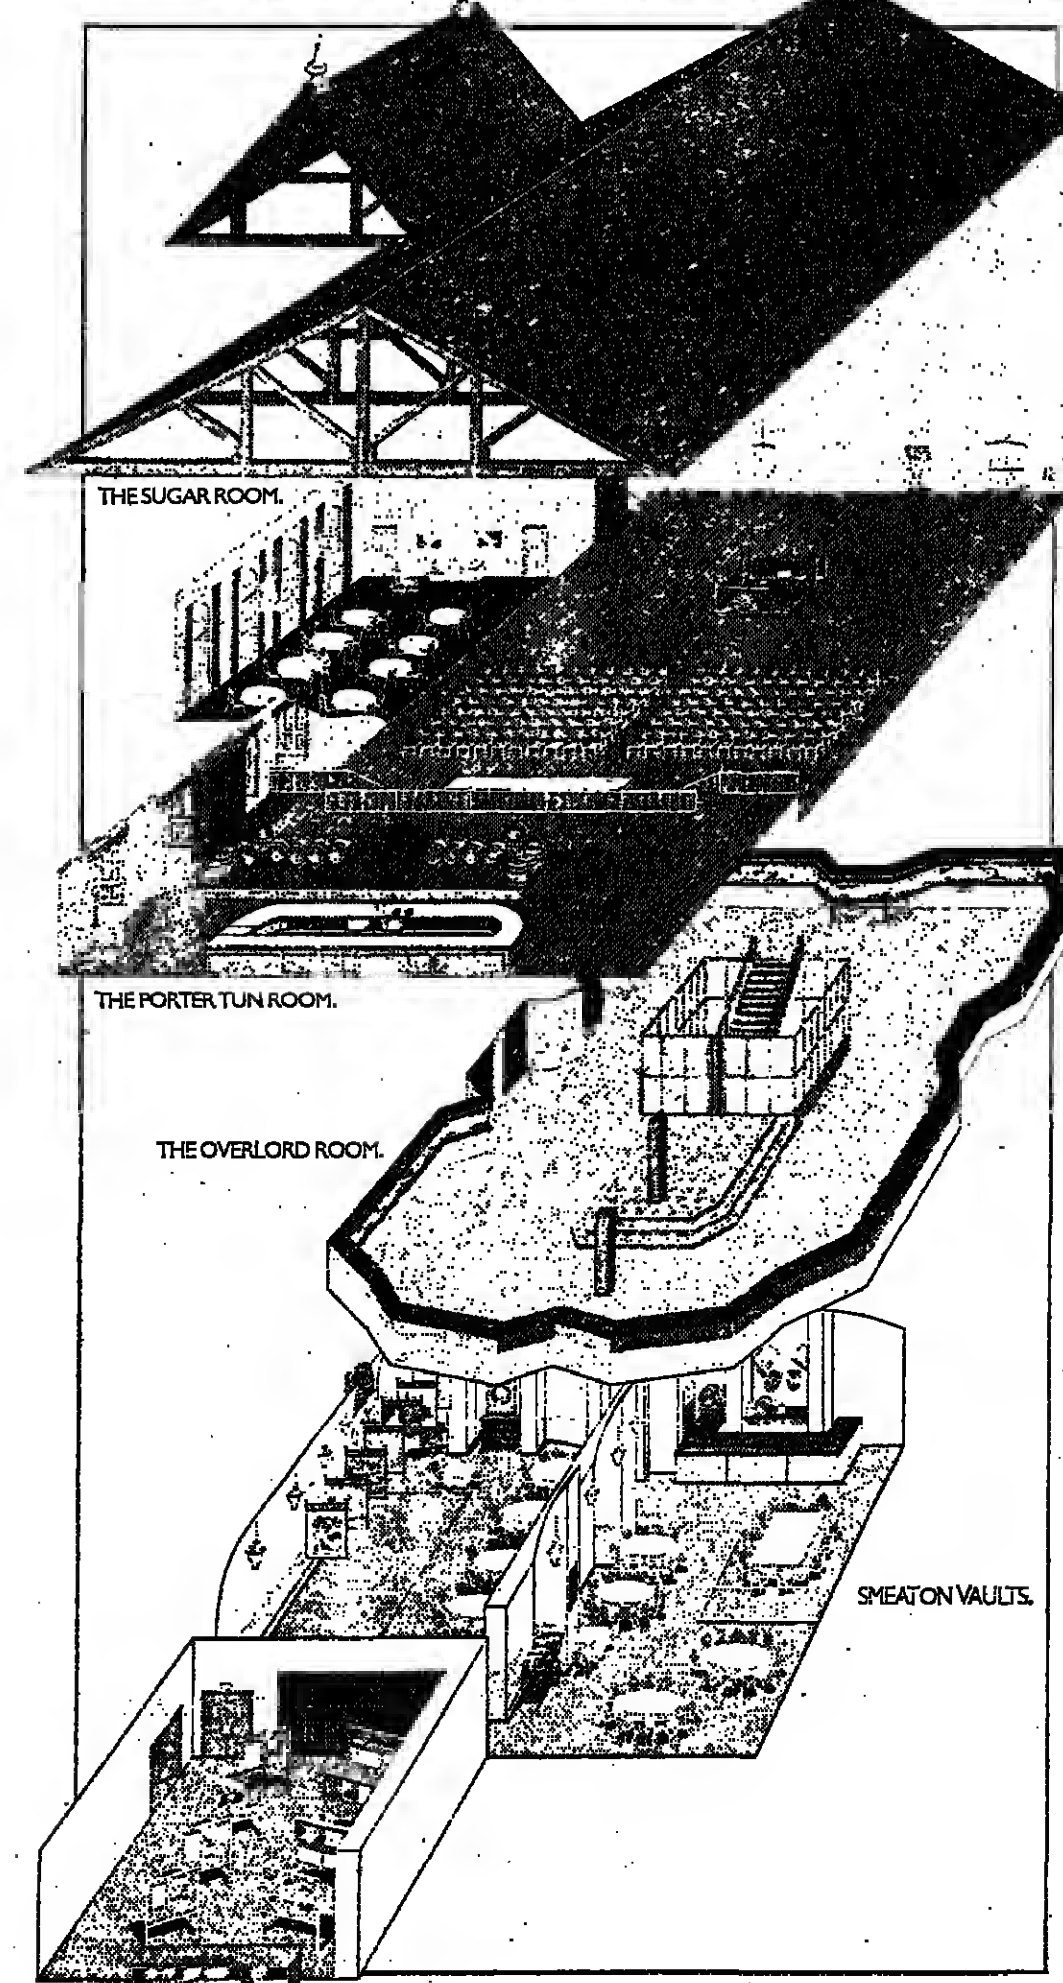 THE SUGAR ROOM.
THE PORTER TUN ROOM.
THE OVERLORD ROOM.
SMEATON VAULTS.